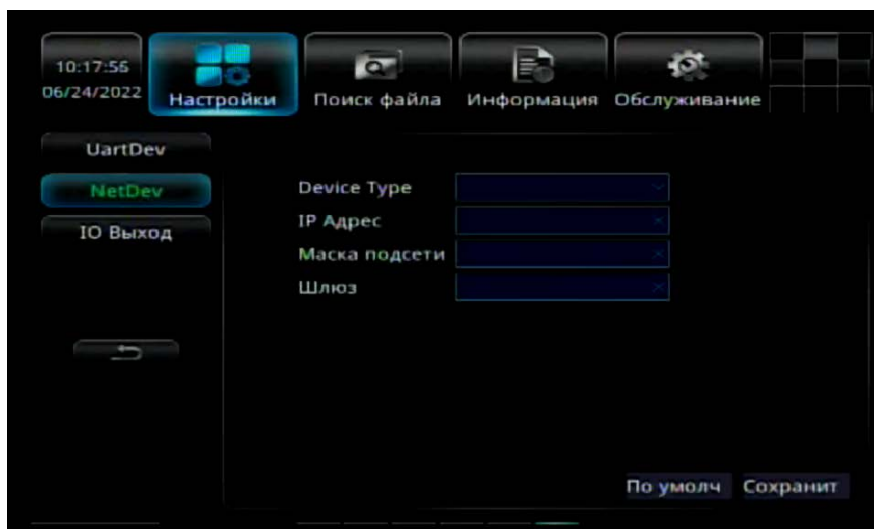 10:17:56
06/24/2022
Настройки
Поиск файла
Информация
Обслуживание
UartDev
NetDev
IO Выход
Device Type
IP Адрес
Маска подсети
Шлюз
По умолч
Сохранит